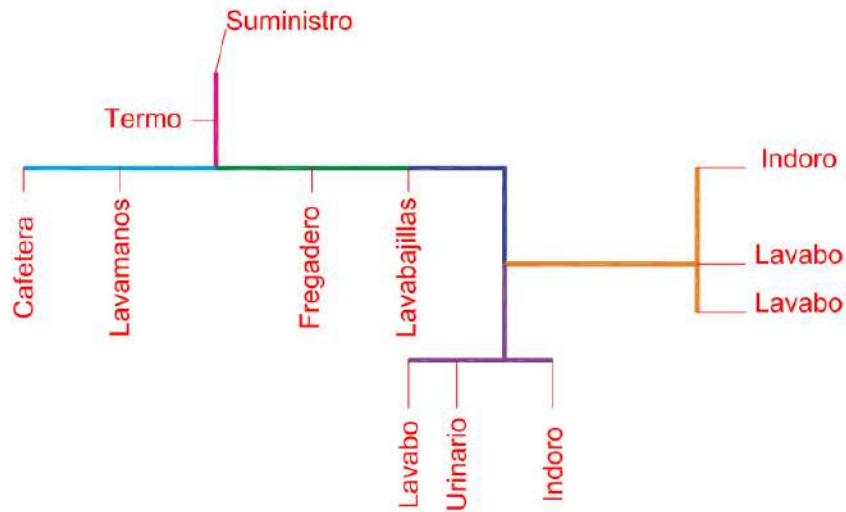 Suministro
Termo
Indoro
Cafetera
Lavamanos
Fregadero
Lavabajillas
Lavabo
Lavabo
Lavabo
Urinario
Indoro